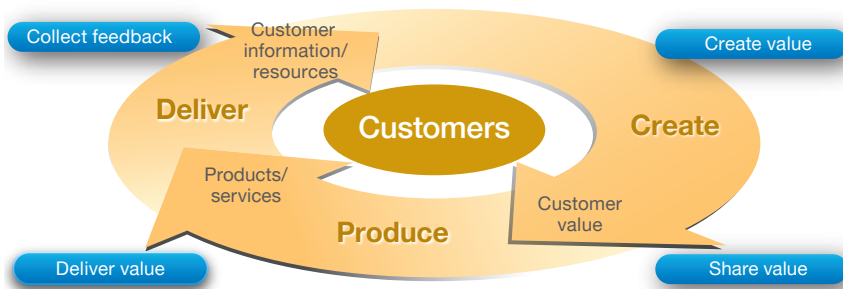 Collect feedback
Customer
information/
resources
Create value
Deliver
Customers
Create
Products/
services
Customer
value
Produce
Deliver value
Share value